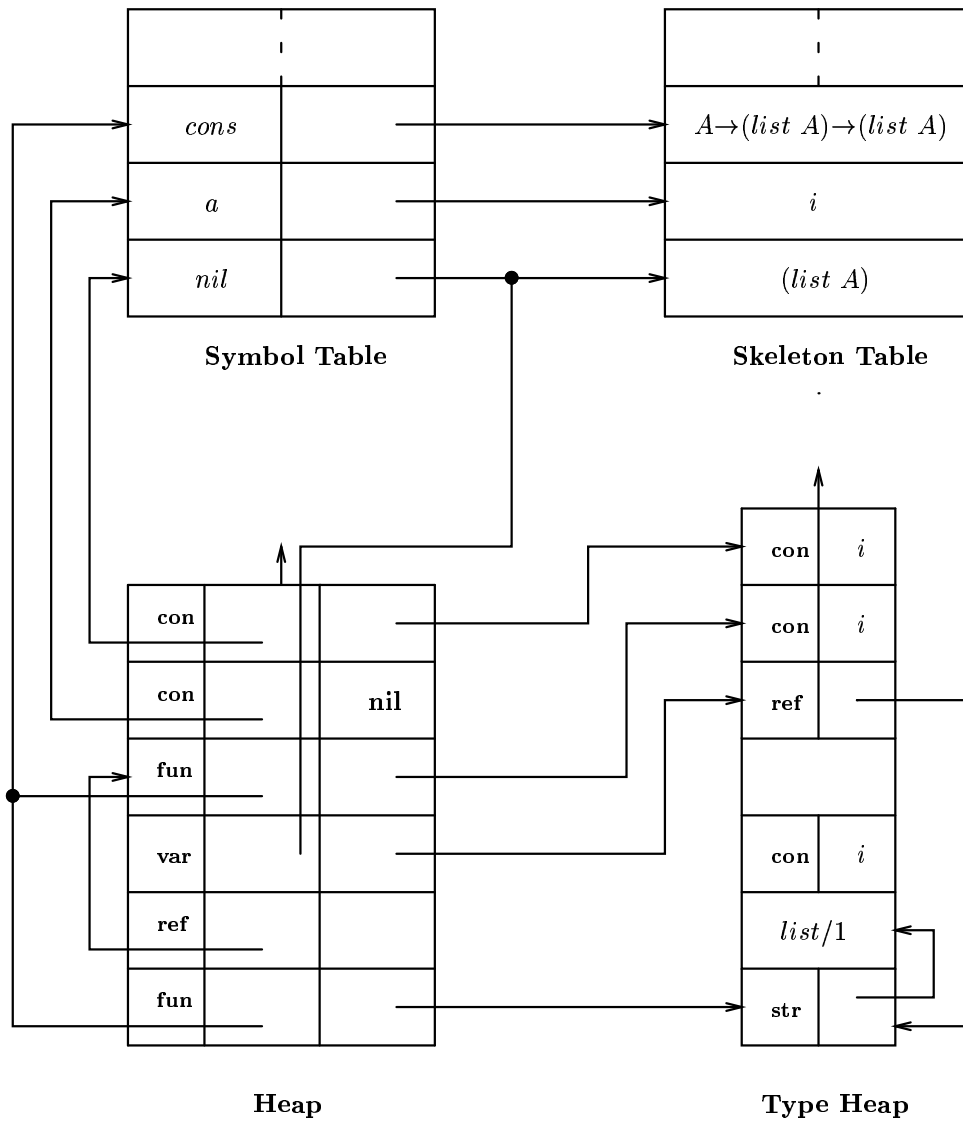 cons
A→(list A)→(list A)
a
i
nil
(list A)
Symbol Table
Skeleton Table
con i
con
con i
con
nil
ref
fun
var
con i
ref
list/1
fun
str
Heap
Type Heap